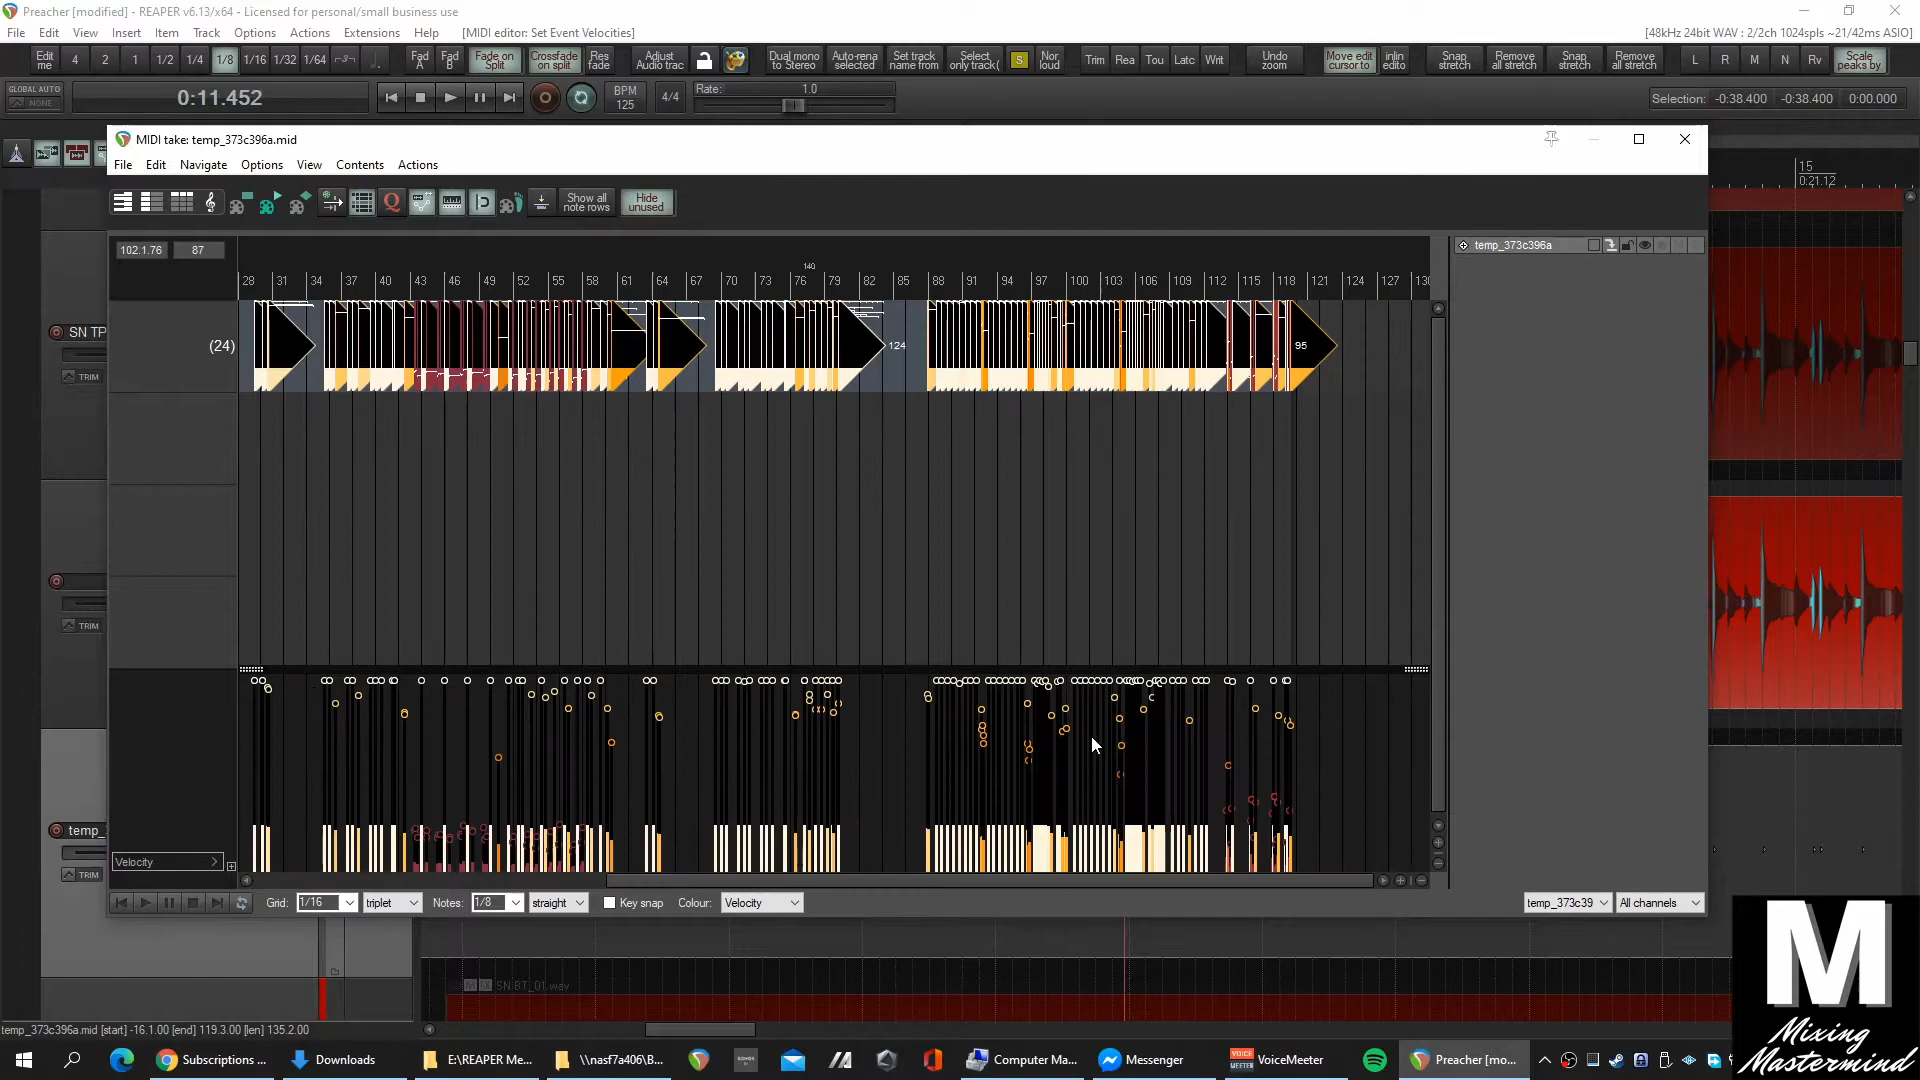 Preacher [modified] - REAPER v6.13/x64 - Licensed for personal/small business use
File Edit View Insert Item Track Options Actions Extensions Help [MIDI editor: Set Event Velocities]
[48kHz 24bit WAV : 2/2ch 1024spls ~21/42ms ASIO]
Edit me 4 2 1 1/2 1/4 1/8 1/16 1/32 1/64 -3- Fad A Fad B Fade on Split Crossfade on split Res fade Adjust Audio trac Dual mono to Stereo Auto-rena selected Set track name from Select only track( S Nor loud Trim Rea Tou Latc Writ Undo zoom Move edit cursor to inlin edito Snap stretch Remove all stretch Snap stretch Remove all stretch L R M N Rv Scale peaks by
GLOBAL AUTO
NONE
0:11.452
BPM
125
4/4
Rate: 1.0
Selection: -0:38.400 -0:38.400 0:00.000
MIDI take: temp_373c396a.mid
File Edit Navigate Options View Contents Actions
Q Show all note rows Hide unused
15
0:21.12
102.1.76 87
temp_373c396a
140
28 31 34 37 40 43 46 49 52 55 58 61 64 67 70 73 76 79 82 85 88 91 94 97 100 103 106 109 112 115 118 121 124 127 130
SN TP
TRIM
(24)
124
95
TRIM
temp_
TRIM
Velocity
Grid: 1/16 triplet Notes: 1/8 straight Key snap Colour: Velocity
temp_373c39 All channels
SN BT_01.wav
temp_373c396a.mid [start] -16.1.00 [end] 119.3.00 [len] 135.2.00
M
Mixing
Mastermind
Subscriptions ... Downloads E:\REAPER Me... \\nasf7a406\B... Computer Ma... Messenger VOICE MEETER VoiceMeeter Preacher [mo...